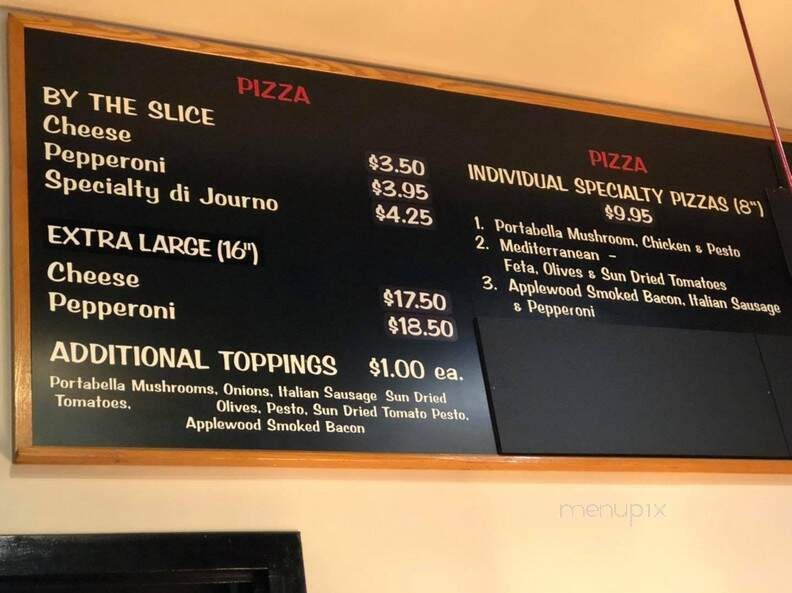 PIZZA
BY THE SLICE
Cheese $3.50
Pepperoni $3.95
Specialty di Journo $4.25
EXTRA LARGE (16")
Cheese $17.50
Pepperoni $18.50
ADDITIONAL TOPPINGS $1.00 ea.
Portabella Mushrooms, Onions, Italian Sausage Sun Dried
Tomatoes, Olives, Pesto, Sun Dried Tomato Pesto,
Applewood Smoked Bacon
PIZZA
INDIVIDUAL SPECIALTY PIZZAS (8")
$9.95
1. Portabella Mushroom, Chicken & Pesto
2. Mediterranean -
Feta, Olives & Sun Dried Tomatoes
3. Applewood Smoked Bacon, Italian Sausage
& Pepperoni
menupix